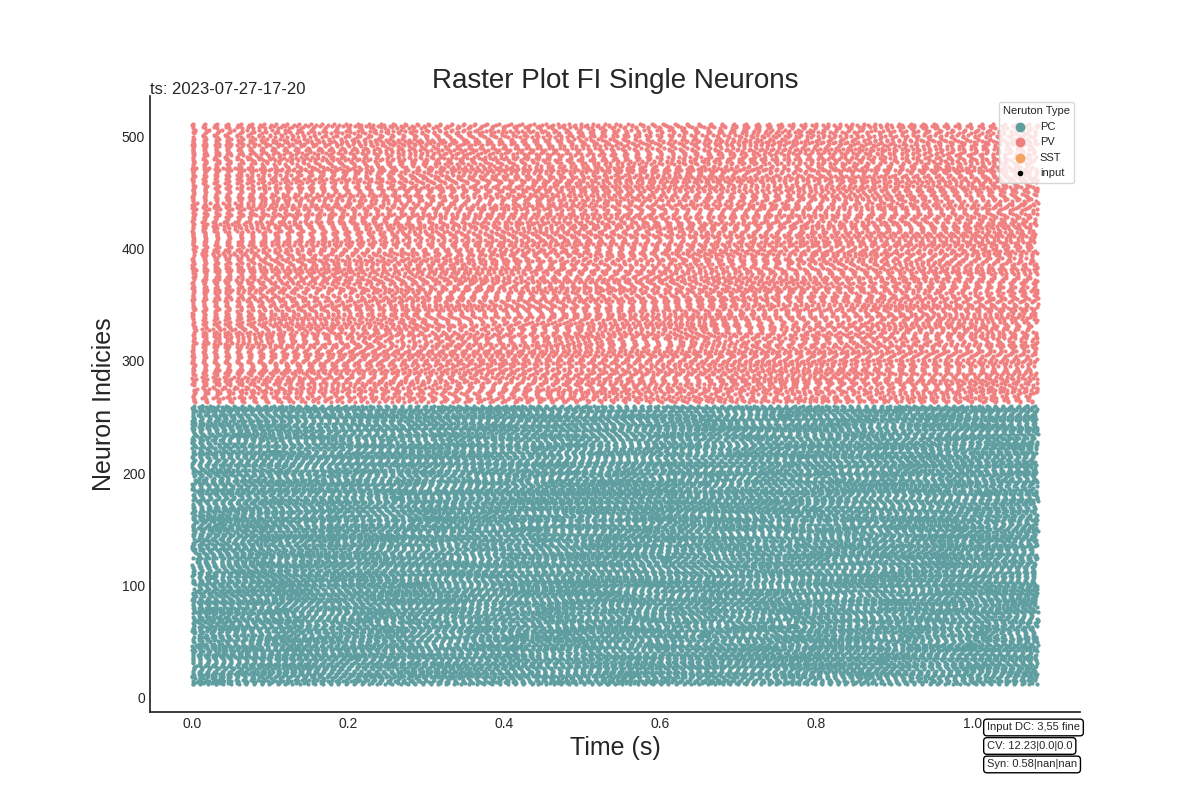 Raster Plot FI Single Neurons
ts: 2023-07-27-17-20
Neruton Type
PC
PV
SST
input
500
400
300
200
100
0
Neuron Indicies
0.0 0.2 0.4 0.6 0.8 1.0
Time (s)
Input DC: 3,55 fine
CV: 12.23|0.0|0.0
Syn: 0.58|nan|nan